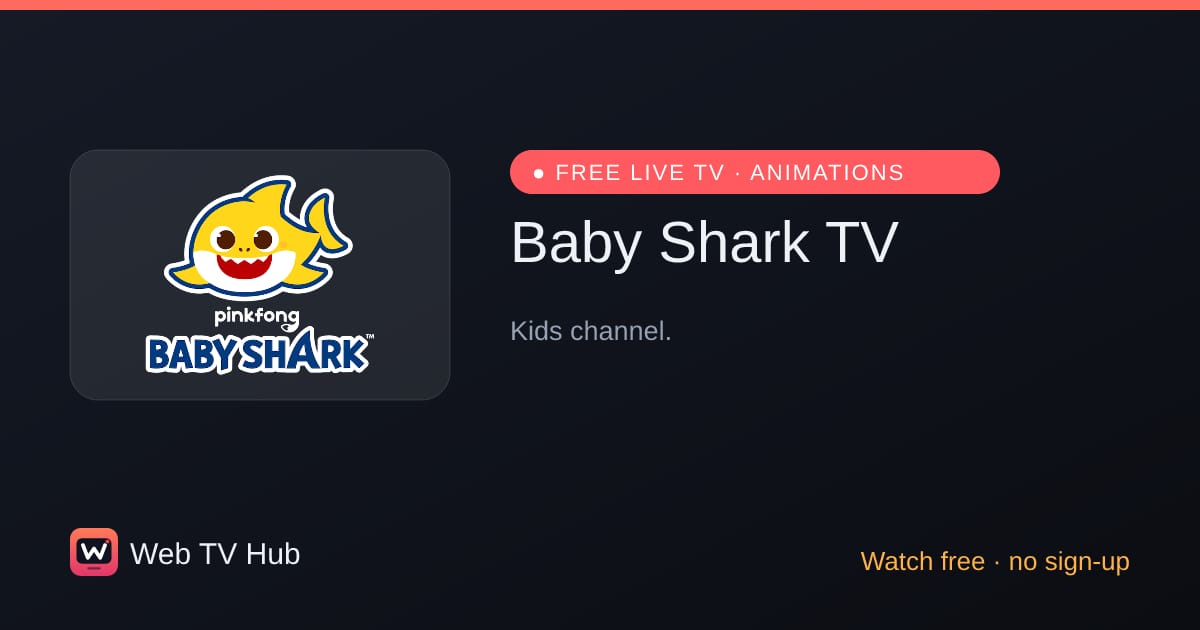 FREE LIVE TV · ANIMATIONS
Baby Shark TV
Kids channel.
pinkfong
BABY SHARK™
Web TV Hub
Watch free · no sign-up